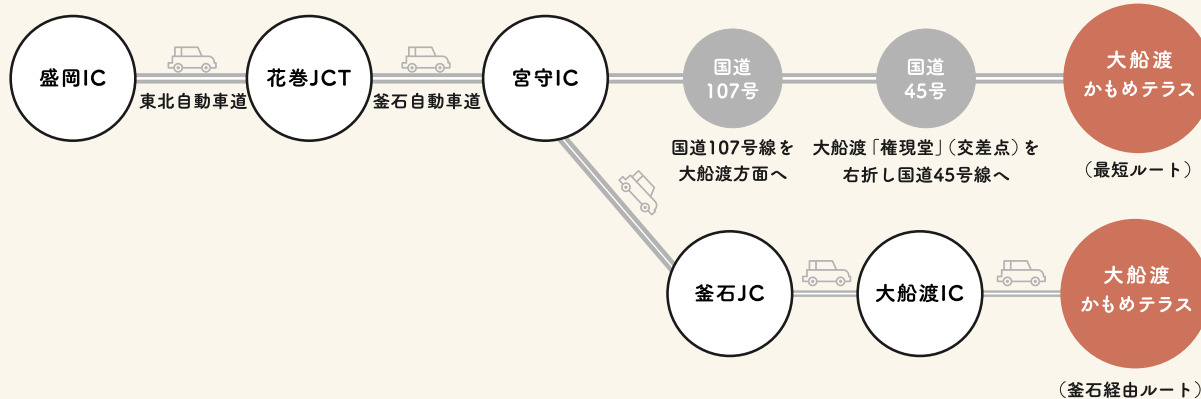 盛岡IC
東北自動車道
花巻JCT
釜石自動車道
宮守IC
国道
107号
国道107号線を
大船渡方面へ
国道
45号
大船渡「権現堂」(交差点)を
右折し国道45号線へ
大船渡
かもめテラス
(最短ルート)
釜石JC
大船渡IC
大船渡
かもめテラス
(釜石経由ルート)